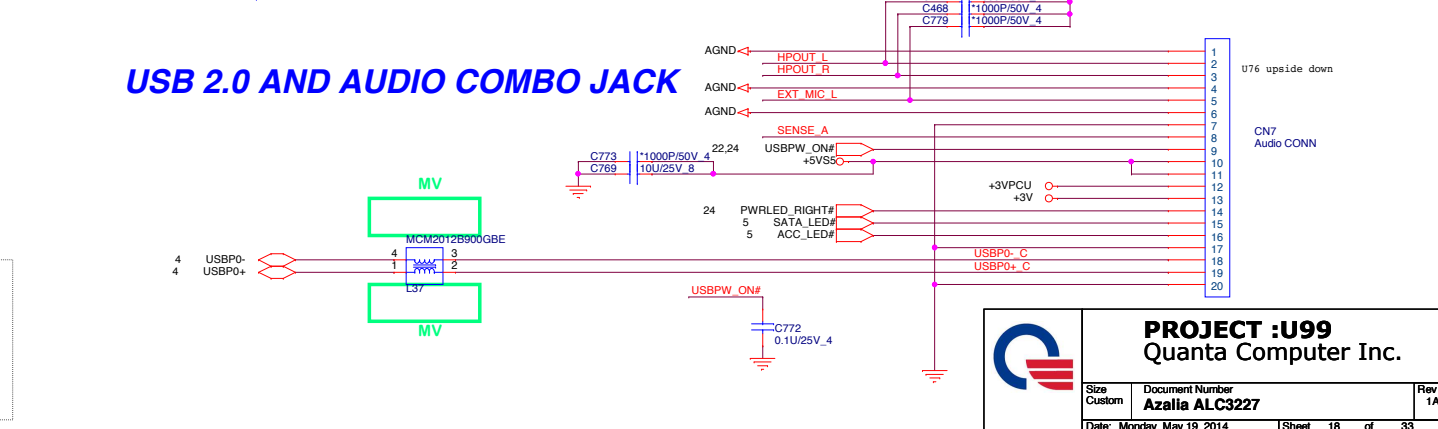 C468 *1000P/50V_4
C779 *1000P/50V_4
USB 2.0 AND AUDIO COMBO JACK
AGND 1
HPOUT_L 2
HPOUT_R 3
AGND 4
EXT_MIC_L 5
AGND 6
7
SENSE_A 8
22,24 USBPW_ON# 9
+5VS5 10
11
+3VPCU 12
+3V 13
24 PWRLED_RIGHT# 14
5 SATA_LED# 15
5 ACC_LED# 16
17
USBP0-_C 18
USBP0+_C 19
20
U76 upside down
CN7
Audio CONN
C773 *1000P/50V_4
C769 10U/25V_8
MV
MCM2012B900GBE
4 USBP0- 4 3
4 USBP0+ 1 2
L37
MV
USBPW_ON#
C772
0.1U/25V_4
PROJECT :U99
Quanta Computer Inc.
Size Document Number Rev
Custom Azalia ALC3227 1A
Date: Monday, May 19, 2014 Sheet 18 of 33